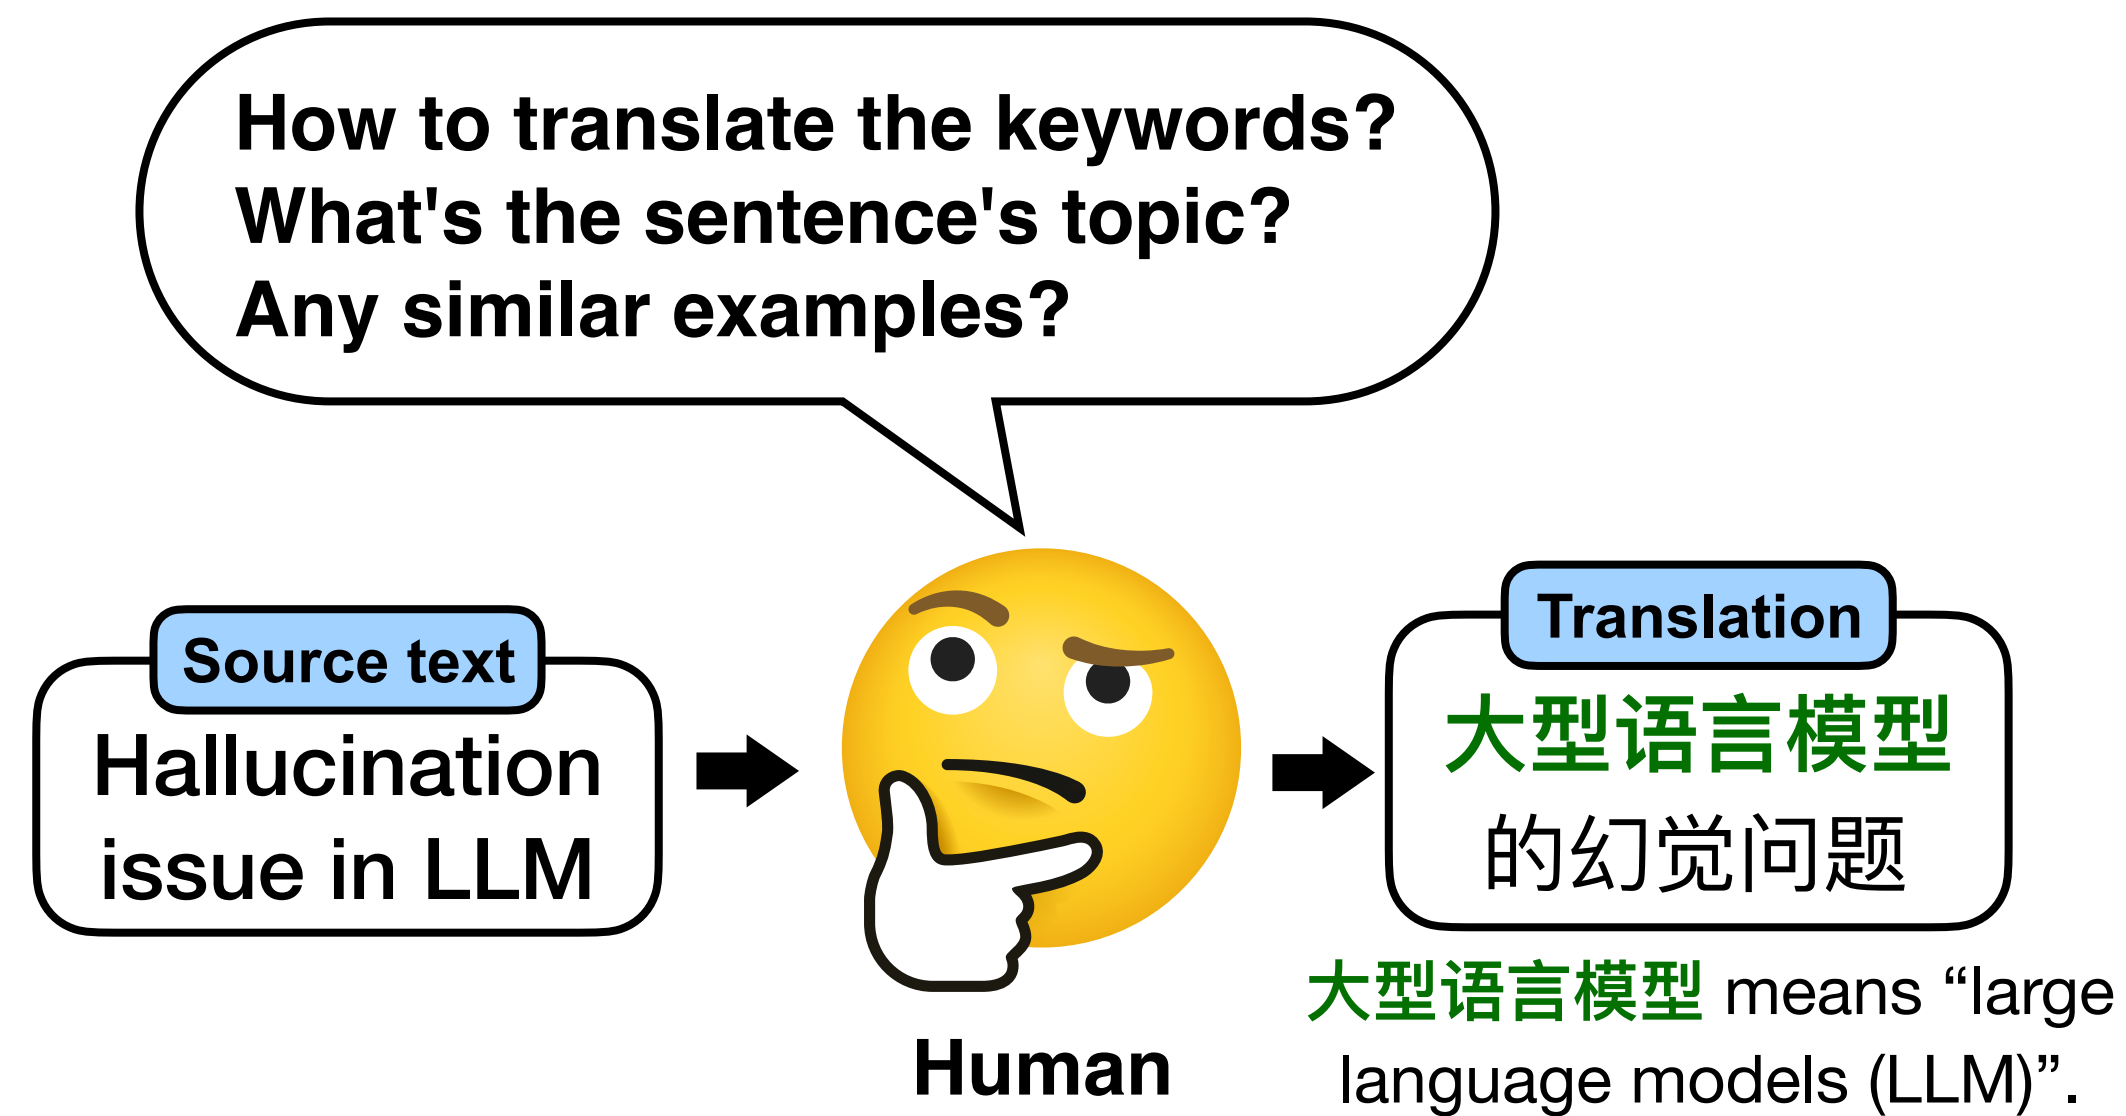 How to translate the keywords?
What's the sentence's topic?
Any similar examples?
Source text
Hallucination
issue in LLM
Human
Translation
大型语言模型
的幻觉问题
大型语言模型 means “large
language models (LLM)”.